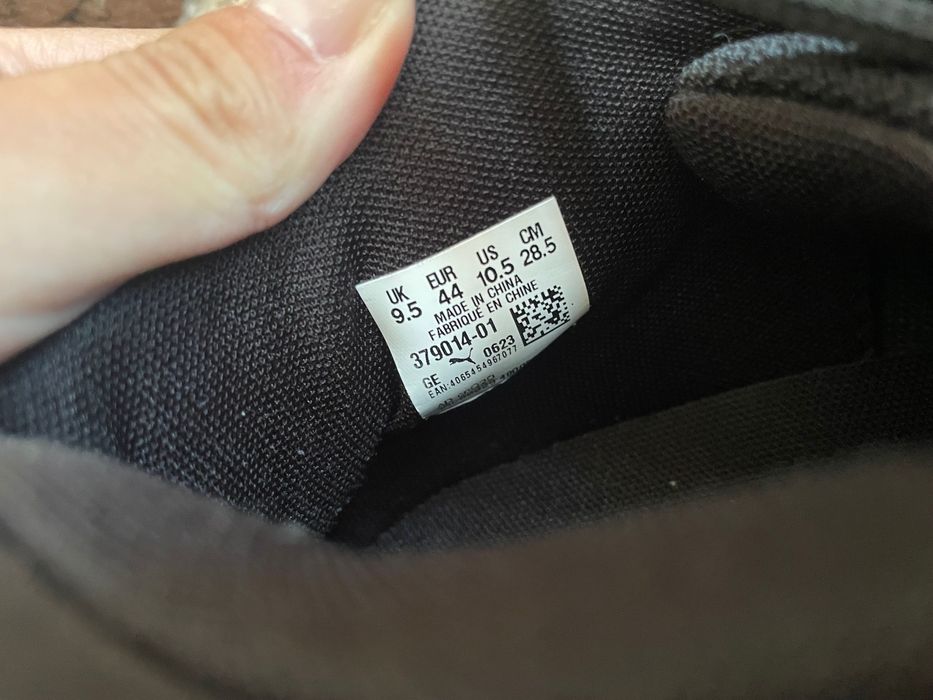 UK EUR US CM
9.5 44 10.5 28.5
MADE IN CHINA
FABRIQUÉ EN CHINE
379014-01
GE 0623
EAN:4065454967077